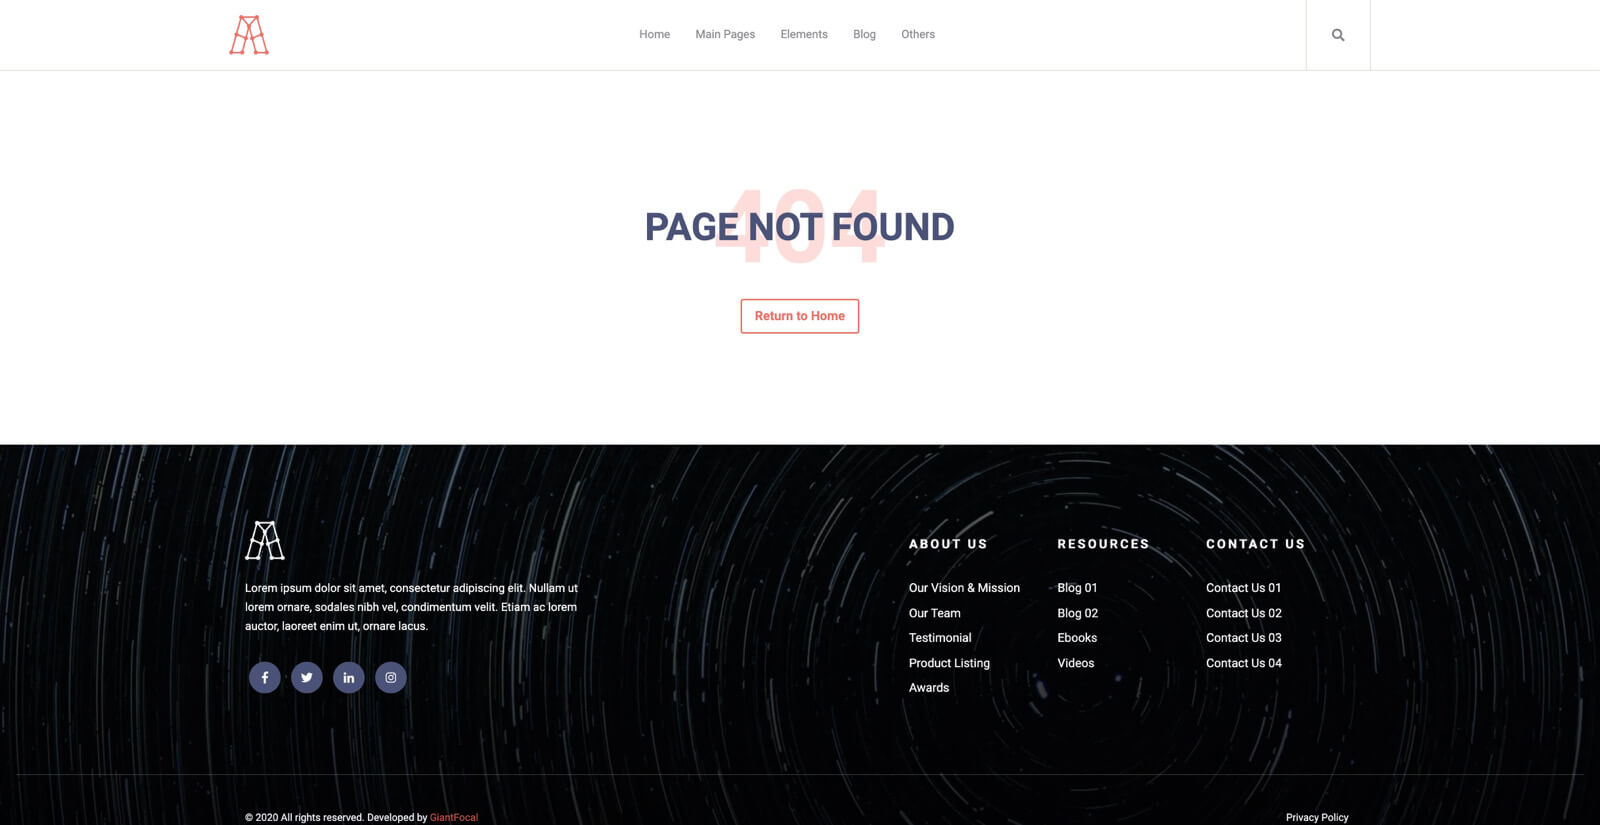 Home Main Pages Elements Blog Others
404
PAGE NOT FOUND
Return to Home
Lorem ipsum dolor sit amet, consectetur adipiscing elit. Nullam ut
lorem ornare, sodales nibh vel, condimentum velit. Etiam ac lorem
auctor, laoreet enim ut, ornare lacus.
ABOUT US
Our Vision & Mission
Our Team
Testimonial
Product Listing
Awards
RESOURCES
Blog 01
Blog 02
Ebooks
Videos
CONTACT US
Contact Us 01
Contact Us 02
Contact Us 03
Contact Us 04
© 2020 All rights reserved. Developed by GiantFocal
Privacy Policy